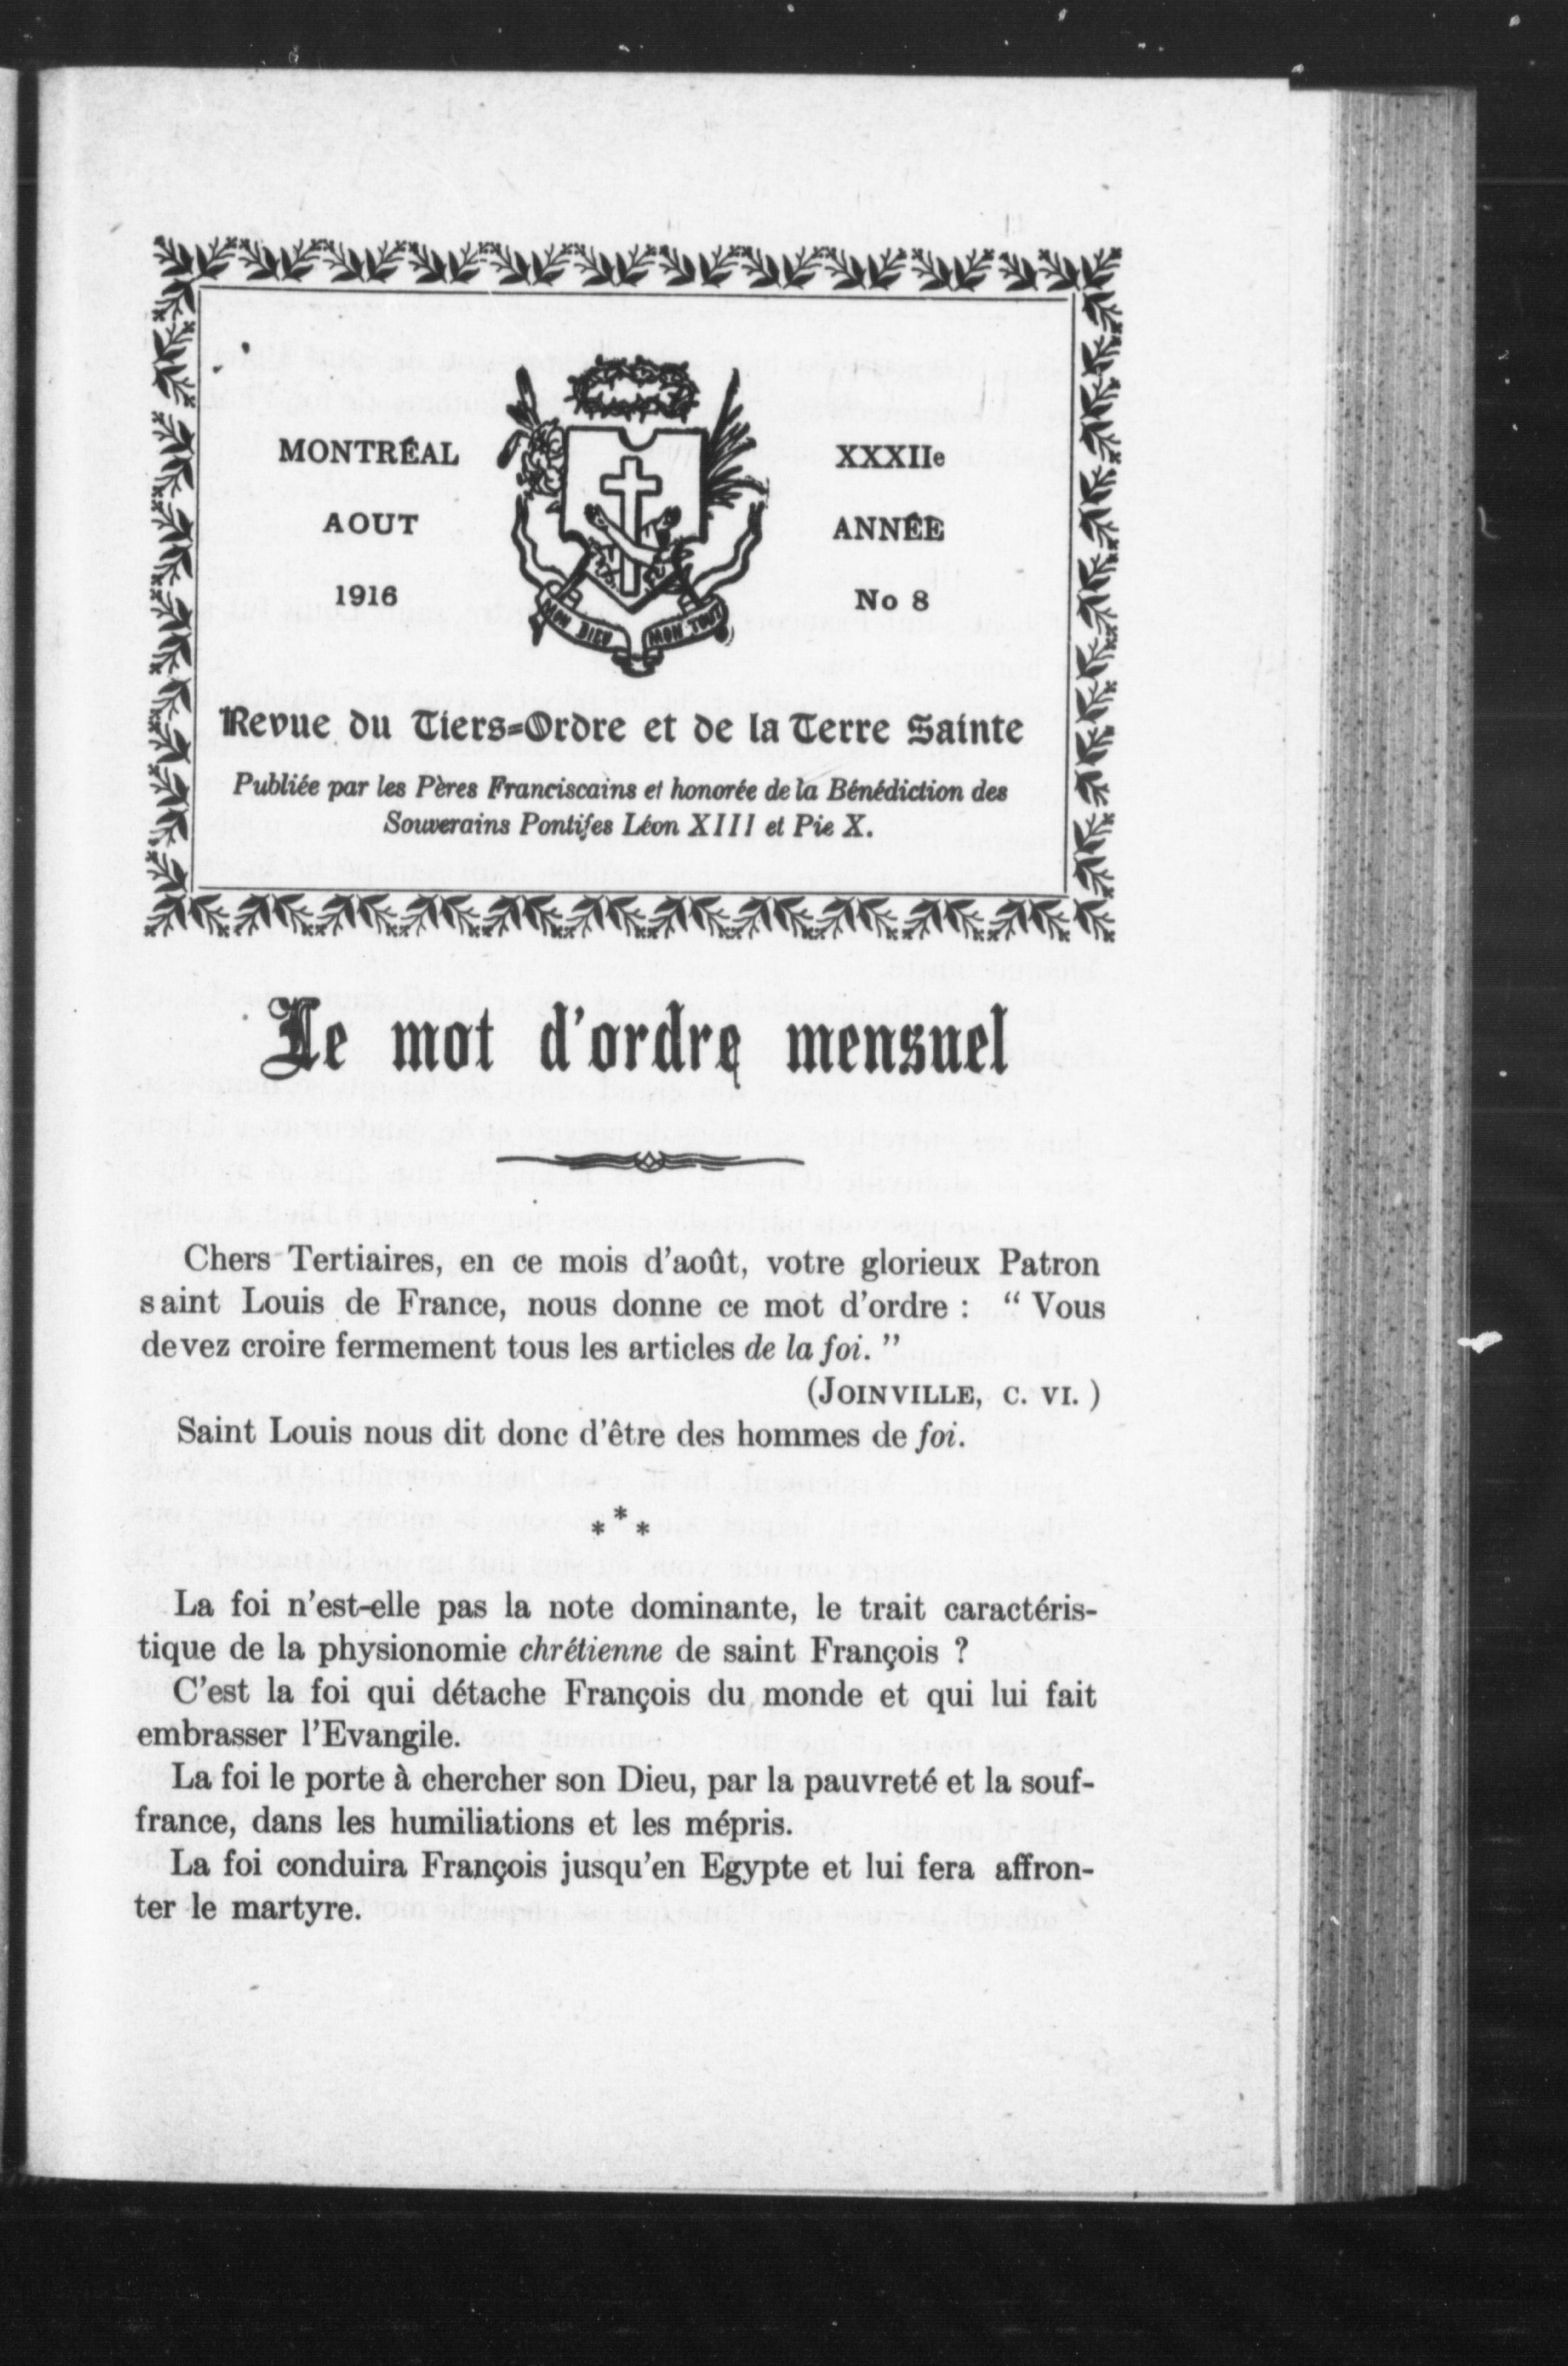 MONTRÉAL
AOUT
1916
XXXIIe
ANNÉE
No 8
MON DIEU MON TOUT
Revue du Tiers-Ordre et de la Terre Sainte
Publiée par les Pères Franciscains et honorée de la Bénédiction des
Souverains Pontifes Léon XIII et Pie X.
Le mot d'ordre mensuel
Chers Tertiaires, en ce mois d'août, votre glorieux Patron
saint Louis de France, nous donne ce mot d'ordre : “ Vous
devez croire fermement tous les articles de la foi. ”
(JOINVILLE, C. VI. )
Saint Louis nous dit donc d'être des hommes de foi.
* * *
La foi n'est-elle pas la note dominante, le trait caractéris-
tique de la physionomie chrétienne de saint François ?
C'est la foi qui détache François du monde et qui lui fait
embrasser l'Evangile.
La foi le porte à chercher son Dieu, par la pauvreté et la souf-
france, dans les humiliations et les mépris.
La foi conduira François jusqu'en Egypte et lui fera affron-
ter le martyre.